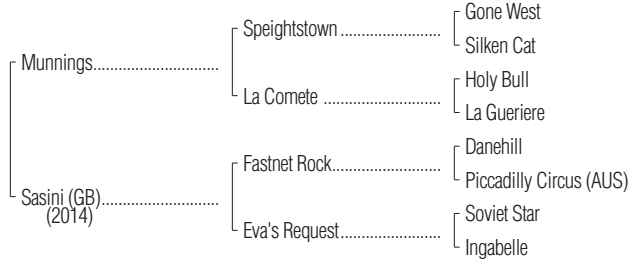 Gone West
Speightstown
Silken Cat
Munnings
Holy Bull
La Comete
La Gueriere
Danehill
Fastnet Rock
Piccadilly Circus (AUS)
Sasini (GB)
(2014)
Soviet Star
Eva's Request
Ingabelle